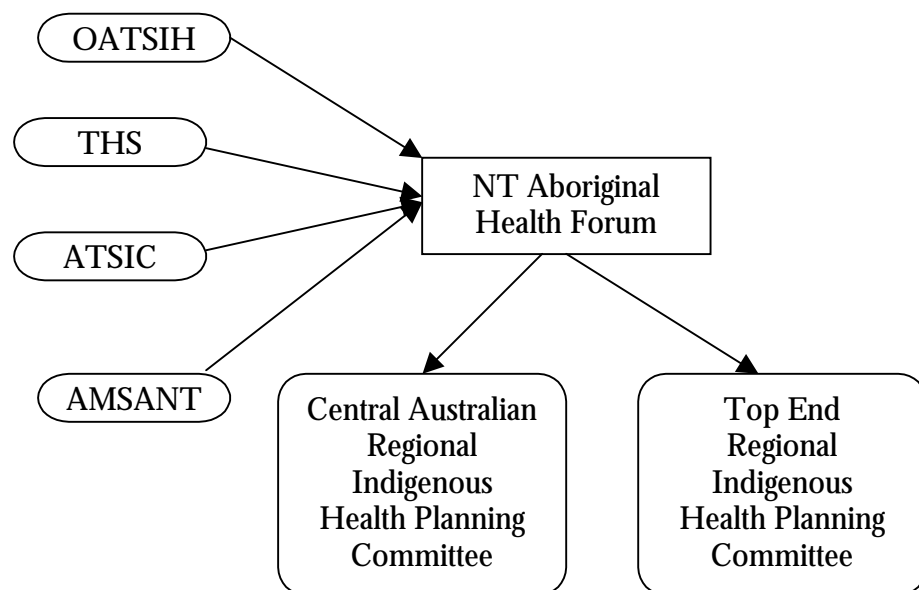 OATSIH
THS
ATSIC
AMSANT
NT Aboriginal
Health Forum
Central Australian
Regional
Indigenous
Health Planning
Committee
Top End
Regional
Indigenous
Health Planning
Committee